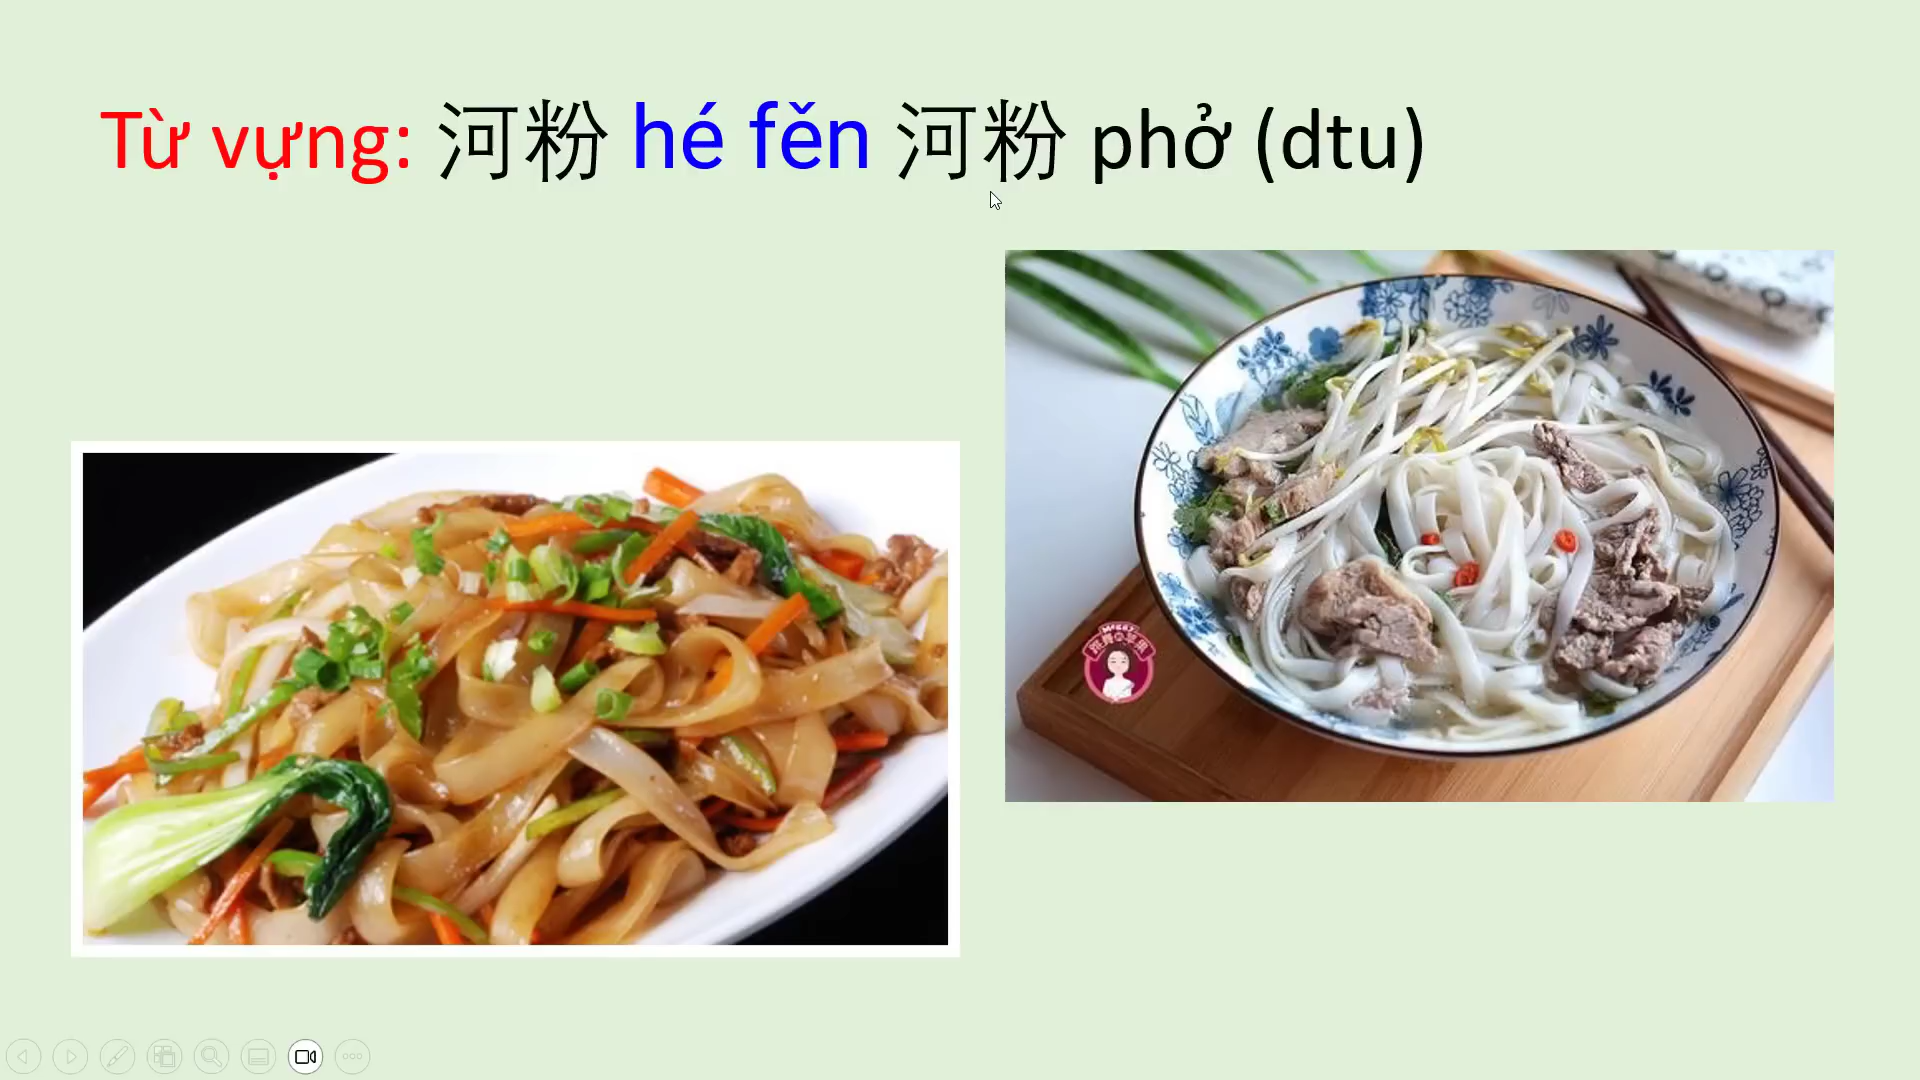 Từ vựng: 河粉 hé fěn 河粉 phở (dtu)